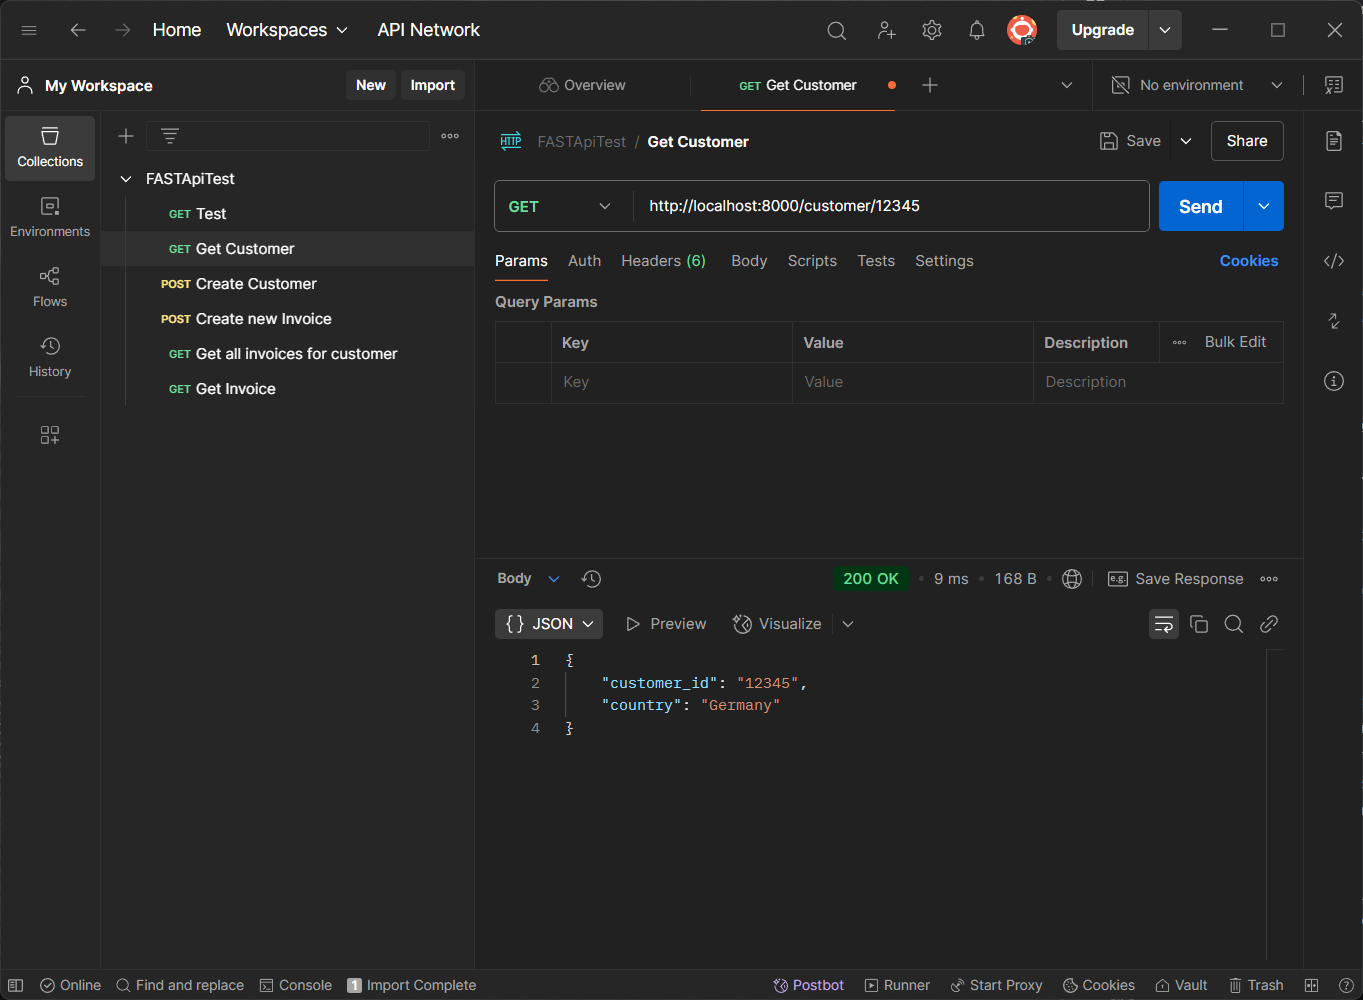 Home Workspaces API Network Upgrade
My Workspace New Import
Overview GET Get Customer No environment
Collections
Environments
Flows
History
FASTApiTest
GET Test
GET Get Customer
POST Create Customer
POST Create new Invoice
GET Get all invoices for customer
GET Get Invoice
HTTP FASTApiTest / Get Customer Save Share
GET http://localhost:8000/customer/12345 Send
Params Auth Headers (6) Body Scripts Tests Settings Cookies
Query Params
Key Value Description Bulk Edit
Key Value Description
Body 200 OK 9 ms 168 B e.g. Save Response
{} JSON Preview Visualize
1 {
2 "customer_id": "12345",
3 "country": "Germany"
4 }
Online Find and replace Console 1 Import Complete Postbot Runner Start Proxy Cookies Vault Trash